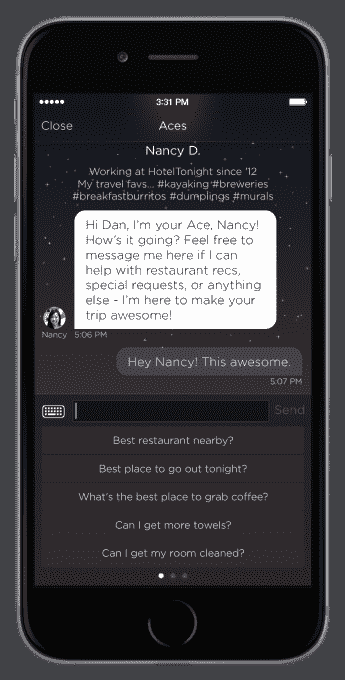 3:31 PM
Close Aces
Nancy D.
Working at HotelTonight since '12
My travel favs... #kayaking #breweries
#breakfastburritos #dumplings #murals
Hi Dan, I'm your Ace, Nancy!
How's it going? Feel free to
message me here if I can
help with restaurant recs,
special requests, or anything
else - I'm here to make your
trip awesome!
Nancy 5:06 PM
Hey Nancy! This awesome.
5:07 PM
Send
Best restaurant nearby?
Best place to go out tonight?
What's the best place to grab coffee?
Can I get more towels?
Can I get my room cleaned?